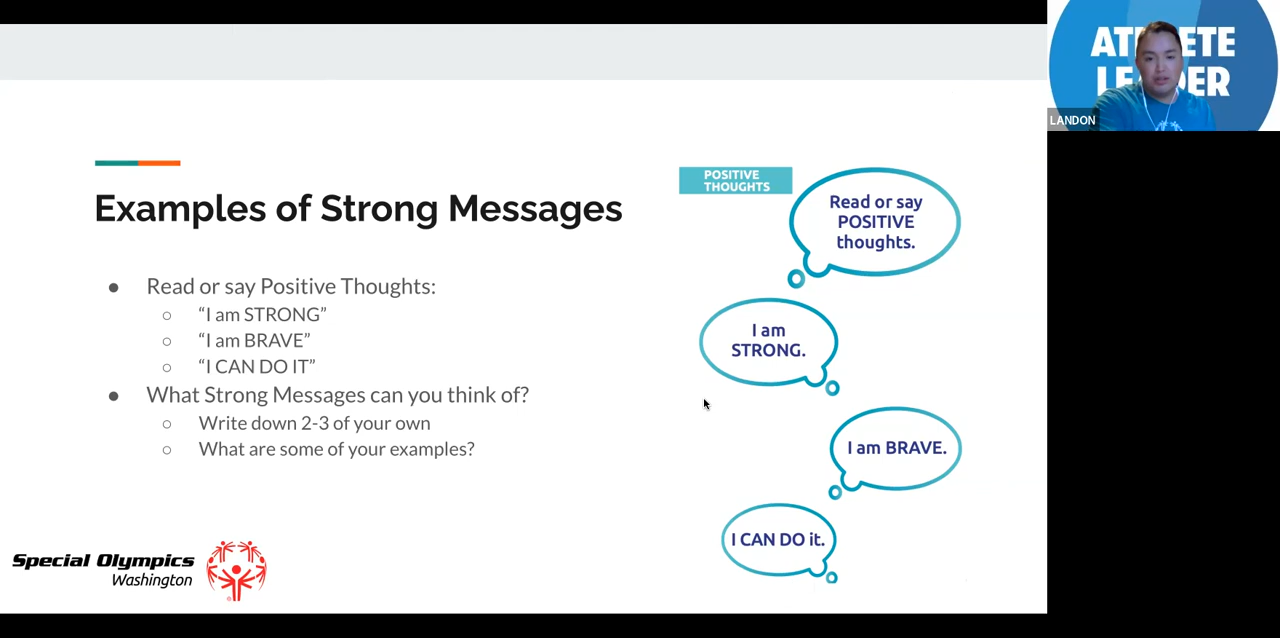 Examples of Strong Messages
● Read or say Positive Thoughts:
○ “I am STRONG”
○ “I am BRAVE”
○ “I CAN DO IT”
● What Strong Messages can you think of?
○ Write down 2-3 of your own
○ What are some of your examples?
POSITIVE
THOUGHTS
Read or say
POSITIVE
thoughts.
I am
STRONG.
I am BRAVE.
I CAN DO it.
Special Olympics
Washington
LANDON